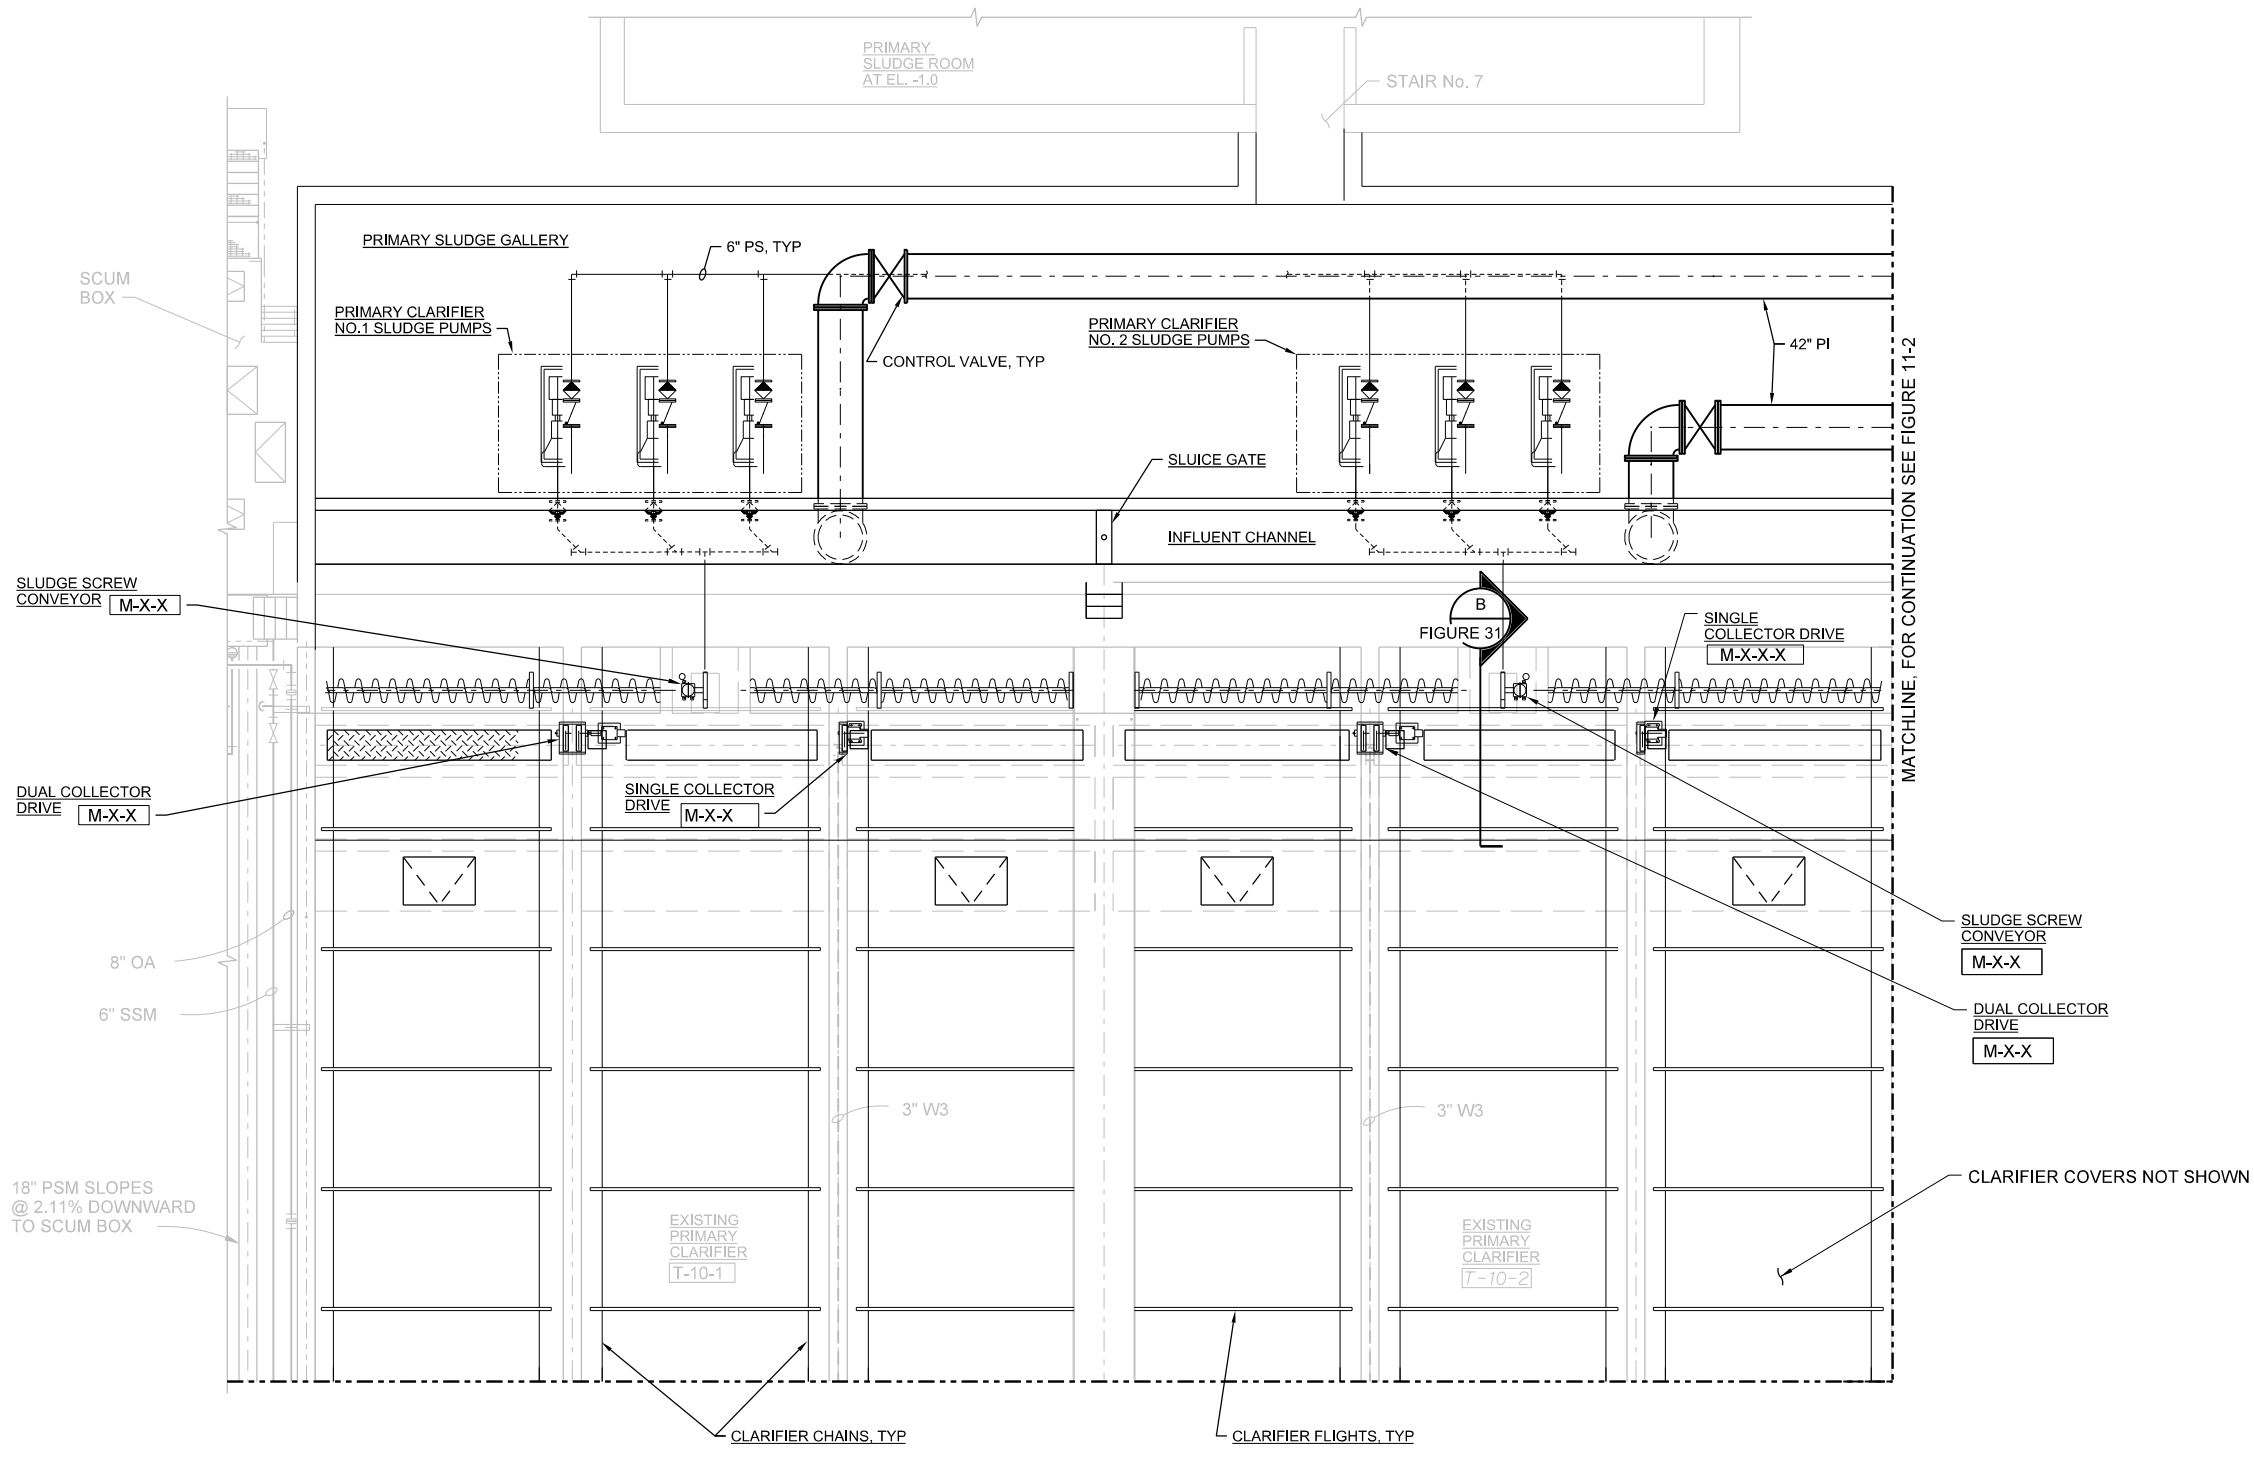 PRIMARY
SLUDGE ROOM
AT EL. -1.0
STAIR No. 7
PRIMARY SLUDGE GALLERY
6" PS, TYP
SCUM
BOX
PRIMARY CLARIFIER
NO.1 SLUDGE PUMPS
PRIMARY CLARIFIER
NO. 2 SLUDGE PUMPS
CONTROL VALVE, TYP
42" PI
MATCHLINE, FOR CONTINUATION SEE FIGURE 11-2
SLUICE GATE
INFLUENT CHANNEL
SLUDGE SCREW
CONVEYOR
M-X-X
B
FIGURE 31
SINGLE
COLLECTOR DRIVE
M-X-X-X
DUAL COLLECTOR
DRIVE
M-X-X
SINGLE COLLECTOR
DRIVE
M-X-X
SLUDGE SCREW
CONVEYOR
M-X-X
8" OA
6" SSM
DUAL COLLECTOR
DRIVE
M-X-X
3" W3
3" W3
CLARIFIER COVERS NOT SHOWN
18" PSM SLOPES
@ 2.11% DOWNWARD
TO SCUM BOX
EXISTING
PRIMARY
CLARIFIER
T-10-1
EXISTING
PRIMARY
CLARIFIER
T-10-2
CLARIFIER CHAINS, TYP
CLARIFIER FLIGHTS, TYP